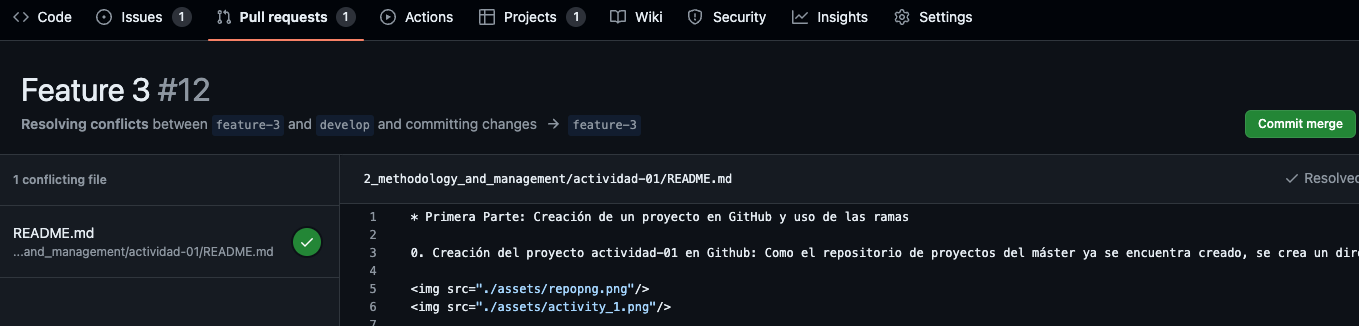 Code Issues 1 Pull requests 1 Actions Projects 1 Wiki Security Insights Settings
Feature 3 #12
Resolving conflicts between feature-3 and develop and committing changes → feature-3
Commit merge
1 conflicting file
2_methodology_and_management/actividad-01/README.md
Resolved
README.md
...and_management/actividad-01/README.md
1 * Primera Parte: Creación de un proyecto en GitHub y uso de las ramas
2
3 0. Creación del proyecto actividad-01 en Github: Como el repositorio de proyectos del máster ya se encuentra creado, se crea un dire
4
5 <img src="./assets/repopng.png"/>
6 <img src="./assets/activity_1.png"/>
7